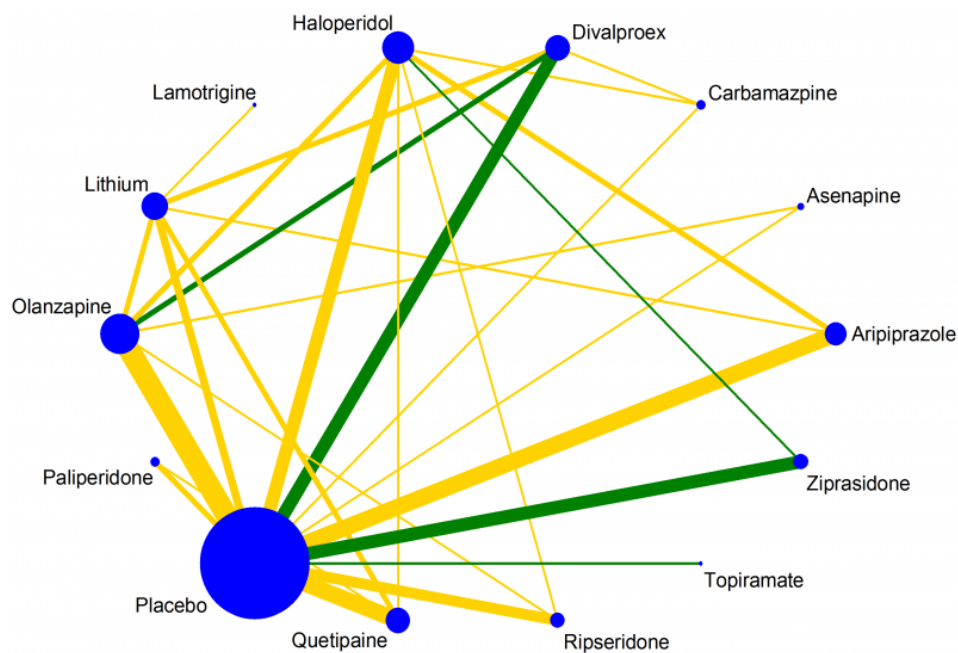 Haloperidol
Divalproex
Lamotrigine
Carbamazpine
Lithium
Asenapine
Olanzapine
Aripiprazole
Paliperidone
Ziprasidone
Topiramate
Placebo
Quetipaine
Ripseridone